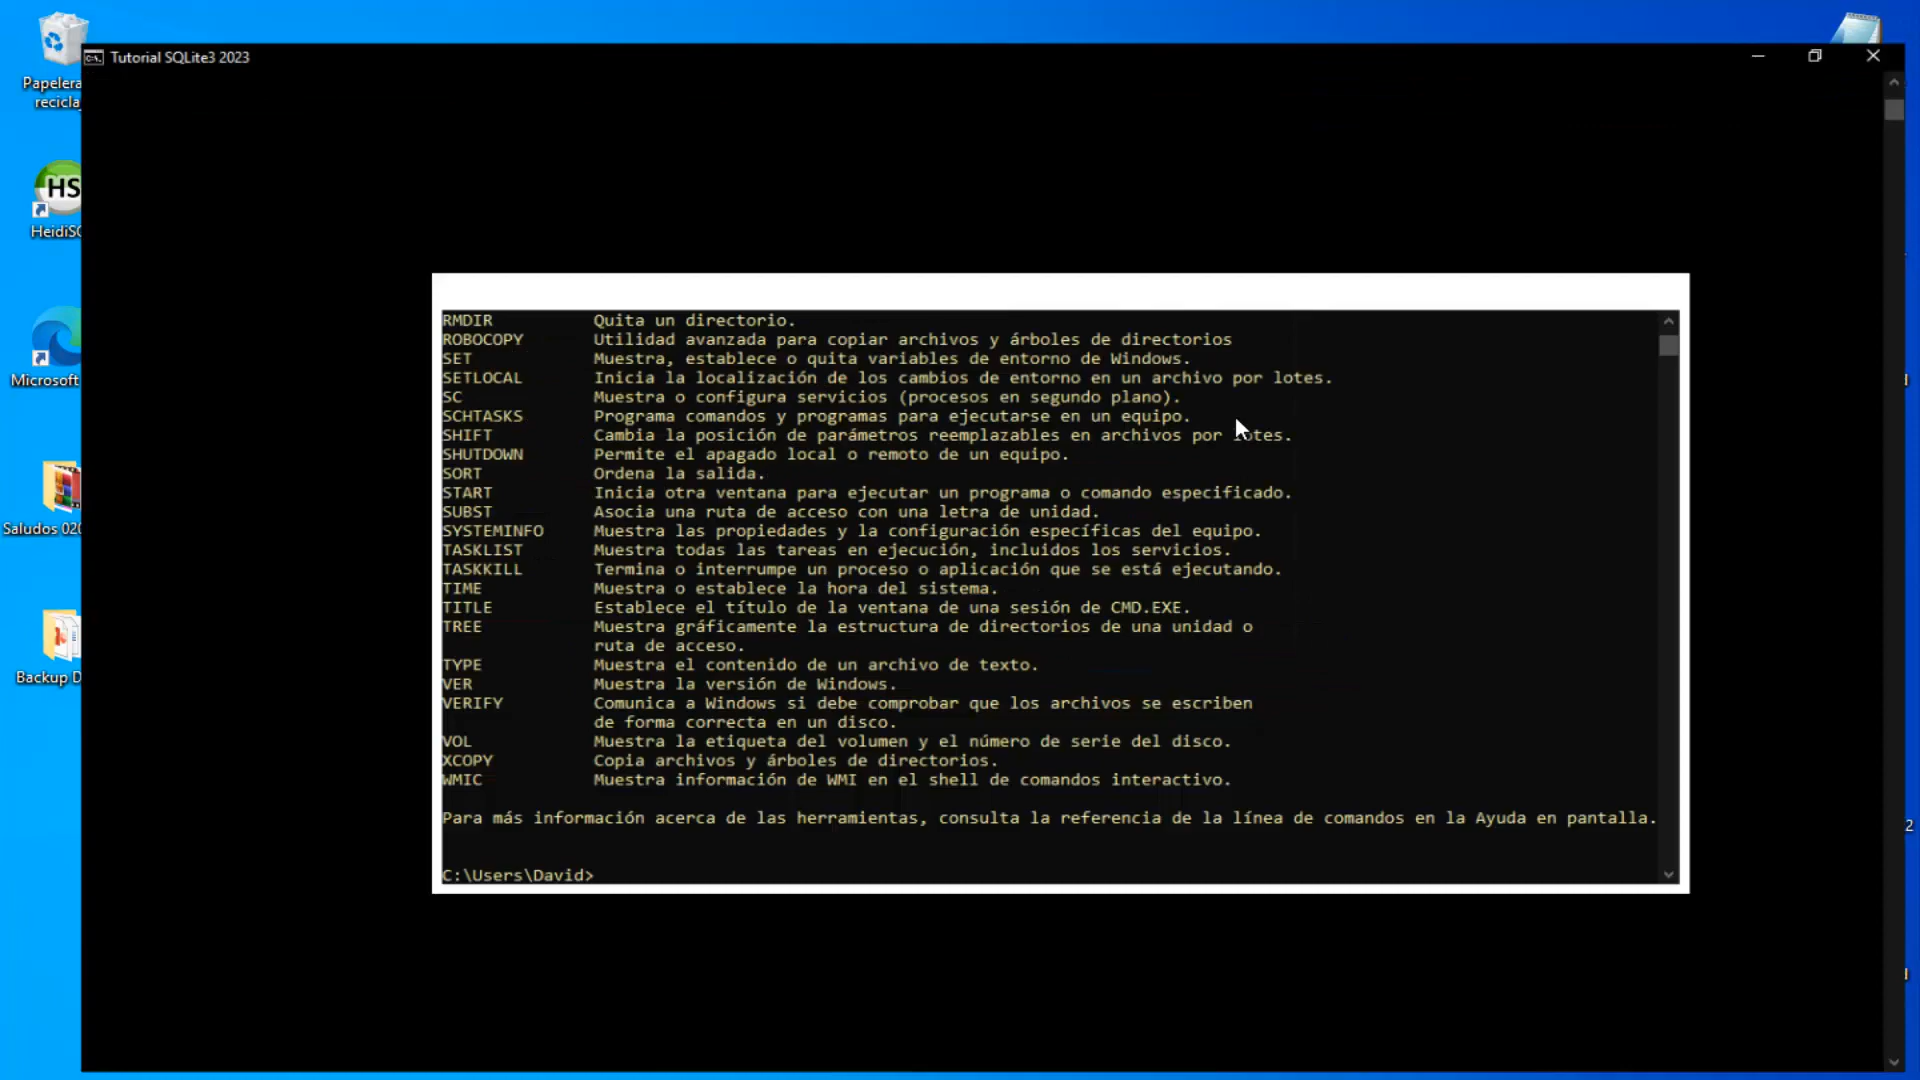 Tutorial SQLite3 2023
Papelera
recicla
HS
HeidiSQ
Microsoft
Saludos 020
Backup D
RMDIR Quita un directorio.
ROBOCOPY Utilidad avanzada para copiar archivos y árboles de directorios
SET Muestra, establece o quita variables de entorno de Windows.
SETLOCAL Inicia la localización de los cambios de entorno en un archivo por lotes.
SC Muestra o configura servicios (procesos en segundo plano).
SCHTASKS Programa comandos y programas para ejecutarse en un equipo.
SHIFT Cambia la posición de parámetros reemplazables en archivos por lotes.
SHUTDOWN Permite el apagado local o remoto de un equipo.
SORT Ordena la salida.
START Inicia otra ventana para ejecutar un programa o comando especificado.
SUBST Asocia una ruta de acceso con una letra de unidad.
SYSTEMINFO Muestra las propiedades y la configuración específicas del equipo.
TASKLIST Muestra todas las tareas en ejecución, incluidos los servicios.
TASKKILL Termina o interrumpe un proceso o aplicación que se está ejecutando.
TIME Muestra o establece la hora del sistema.
TITLE Establece el título de la ventana de una sesión de CMD.EXE.
TREE Muestra gráficamente la estructura de directorios de una unidad o
ruta de acceso.
TYPE Muestra el contenido de un archivo de texto.
VER Muestra la versión de Windows.
VERIFY Comunica a Windows si debe comprobar que los archivos se escriben
de forma correcta en un disco.
VOL Muestra la etiqueta del volumen y el número de serie del disco.
XCOPY Copia archivos y árboles de directorios.
WMIC Muestra información de WMI en el shell de comandos interactivo.
Para más información acerca de las herramientas, consulta la referencia de la línea de comandos en la Ayuda en pantalla.
C:\Users\David>
2